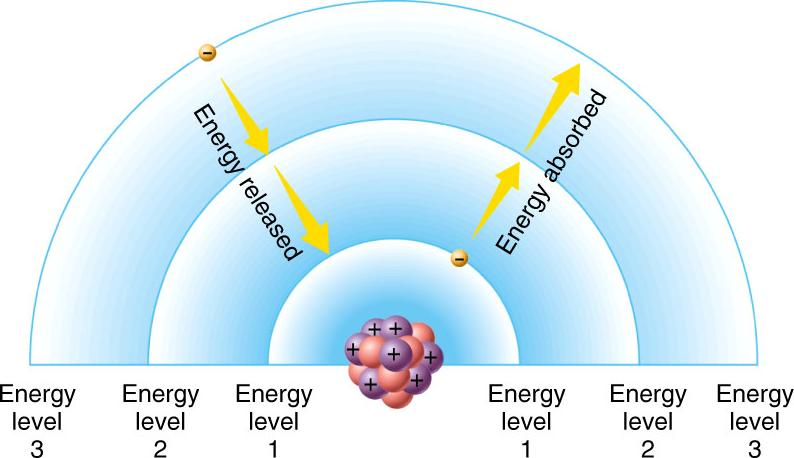 −
Energy released
Energy absorbed
−
+ +
+ + +
+ +
Energy
level
3
Energy
level
2
Energy
level
1
Energy
level
1
Energy
level
2
Energy
level
3